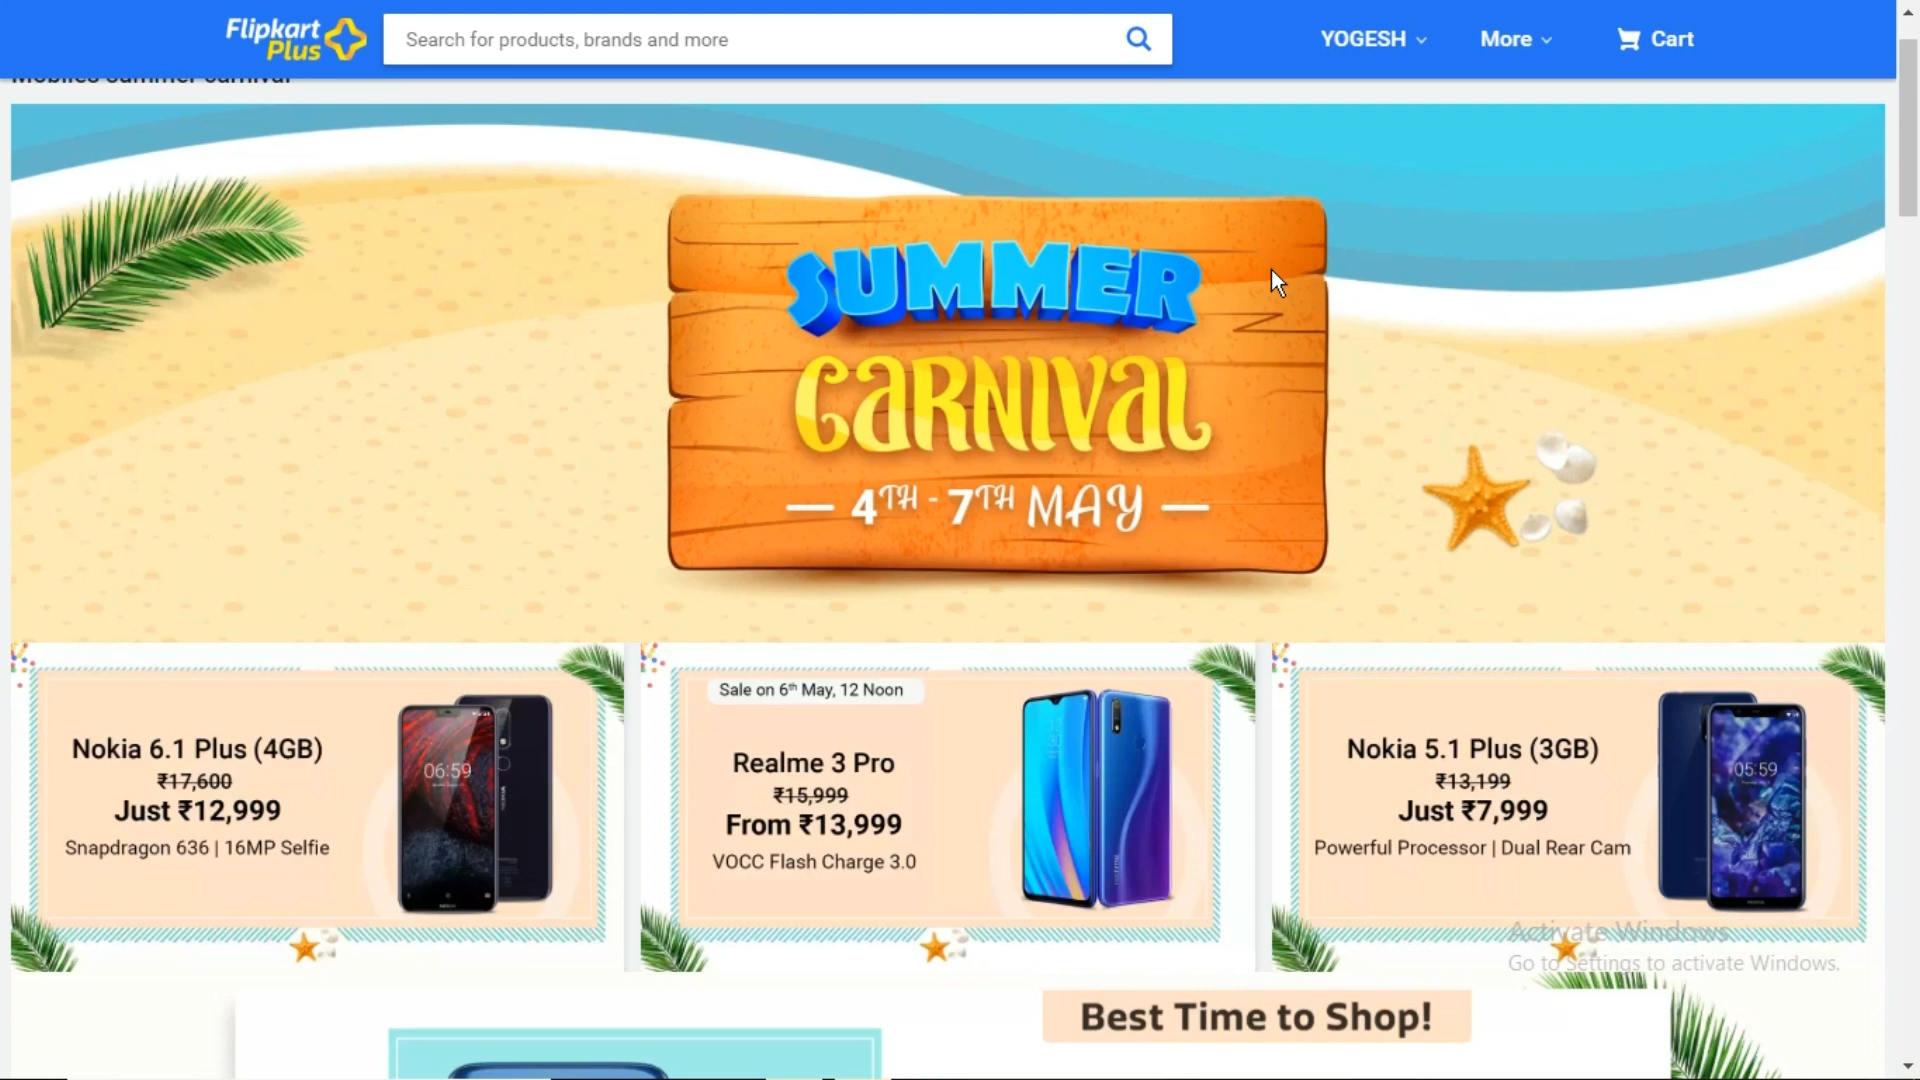 Flipkart
Plus
Search for products, brands and more
YOGESH
More
Cart
Mobiles Summer carnival
SUMMER
CARNIVAL
— 4TH - 7TH MAY —
Nokia 6.1 Plus (4GB)
₹17,600
Just ₹12,999
Snapdragon 636 | 16MP Selfie
06:59
Sale on 6th May, 12 Noon
Realme 3 Pro
₹15,999
From ₹13,999
VOCC Flash Charge 3.0
Nokia 5.1 Plus (3GB)
₹13,199
Just ₹7,999
Powerful Processor | Dual Rear Cam
05:59
Activate Windows
Go to Settings to activate Windows.
Best Time to Shop!